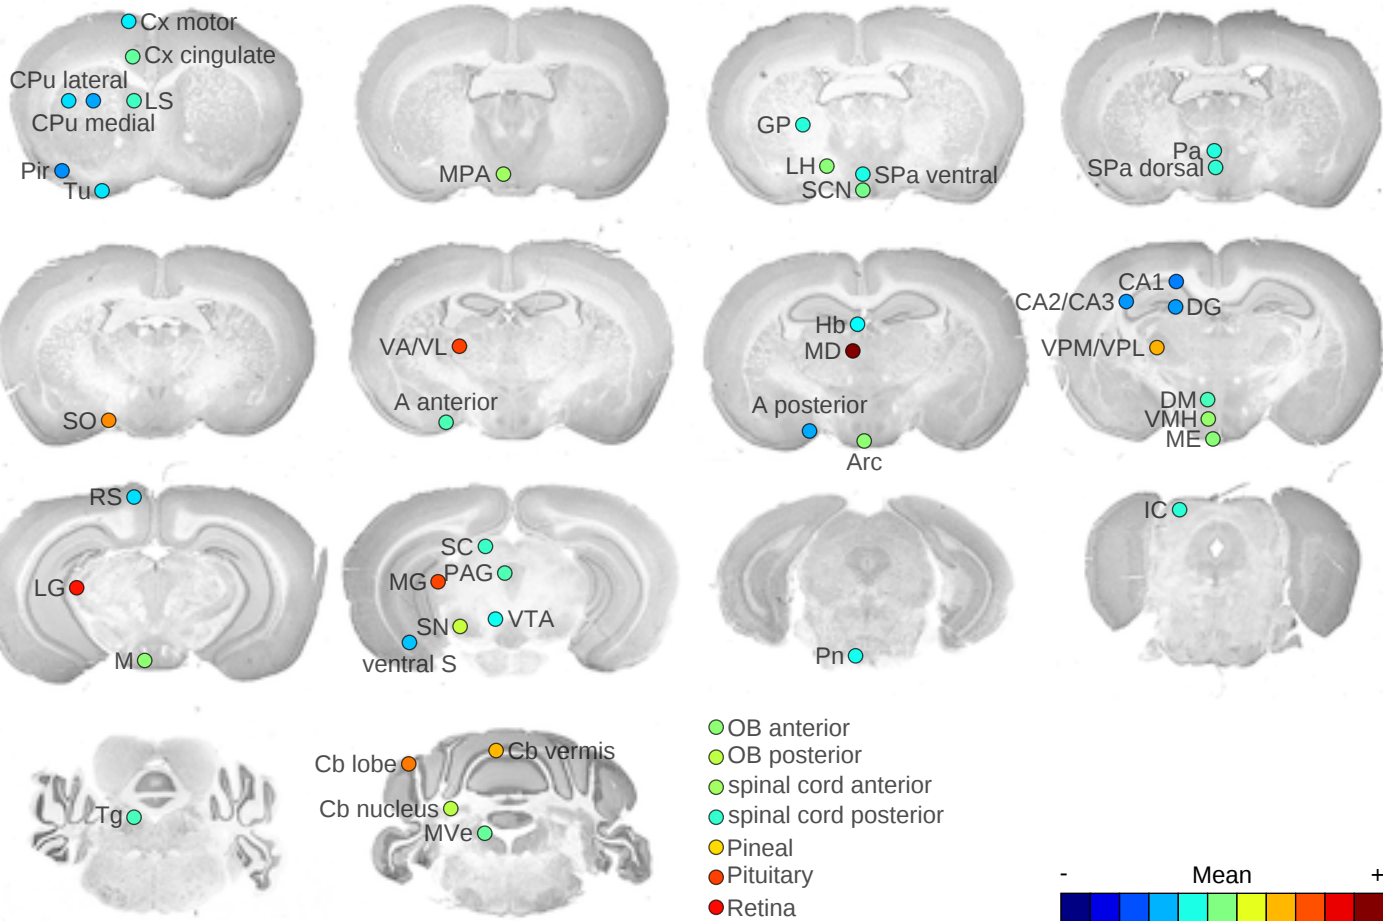 Cx motor
Cx cingulate
CPu lateral
LS
CPu medial
Pir
Tu
MPA
GP
LH
SPa ventral
SCN
Pa
SPa dorsal
SO
VA/VL
A anterior
Hb
MD
A posterior
Arc
CA1
CA2/CA3
DG
VPM/VPL
DM
VMH
ME
RS
LG
M
SC
MG
PAG
SN
VTA
ventral S
Pn
IC
Tg
Cb lobe
Cb vermis
Cb nucleus
MVe
OB anterior
OB posterior
spinal cord anterior
spinal cord posterior
Pineal
Pituitary
Retina
- Mean +